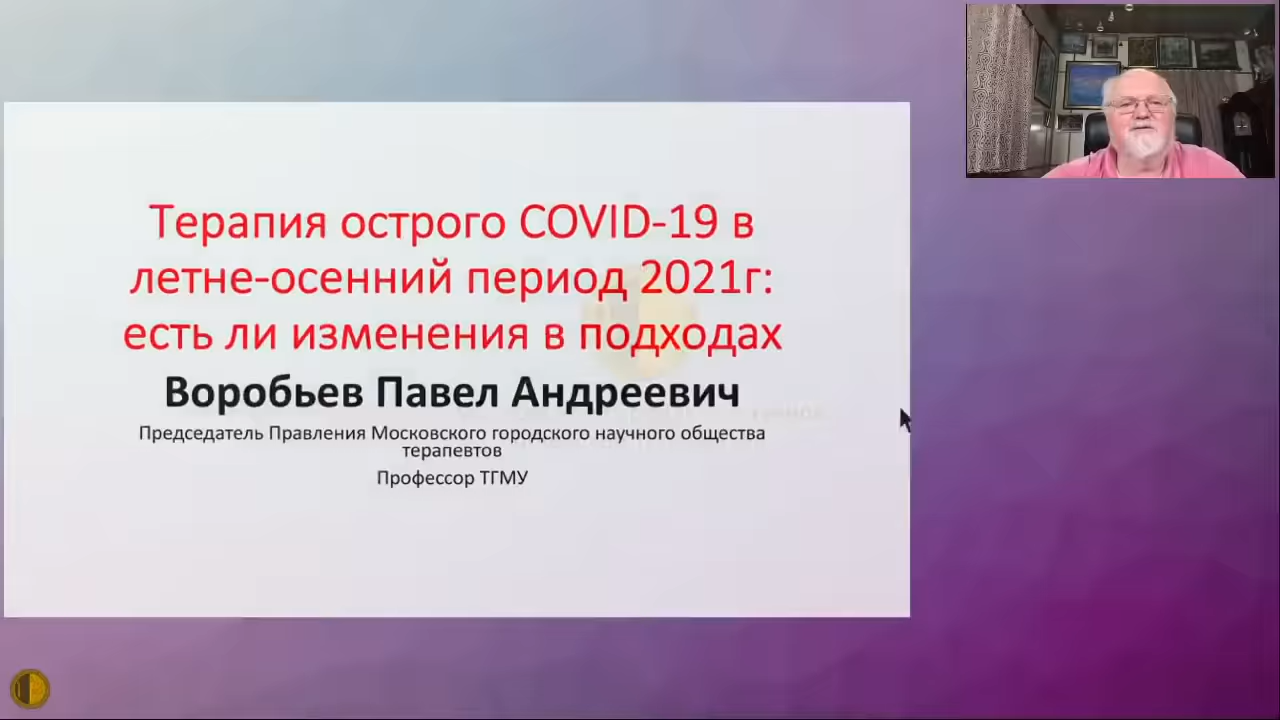 Терапия острого COVID-19 в
летне-осенний период 2021г:
есть ли изменения в подходах
Воробьев Павел Андреевич
Председатель Правления Московского городского научного общества
терапевтов
Профессор ТГМУ